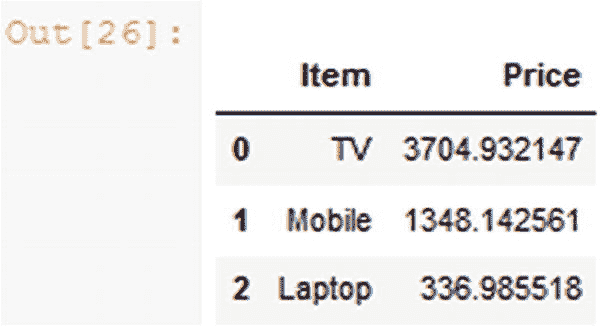 Out[26]:
Item Price
0 TV 3704.932147
1 Mobile 1348.142561
2 Laptop 336.985518